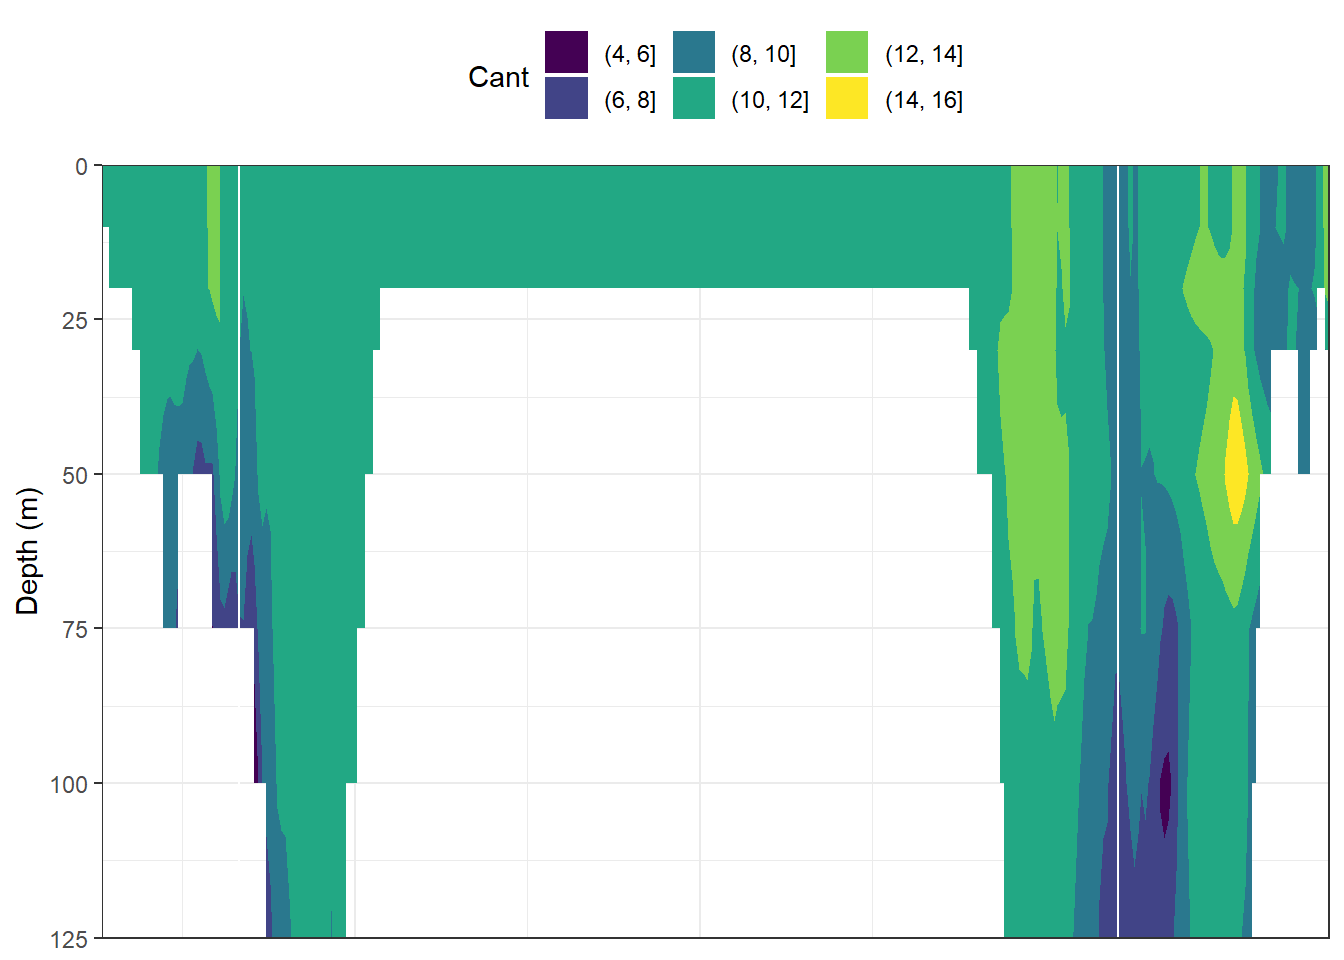 Cant
(4, 6] (8, 10] (12, 14]
(6, 8] (10, 12] (14, 16]
Depth (m)
0
25
50
75
100
125